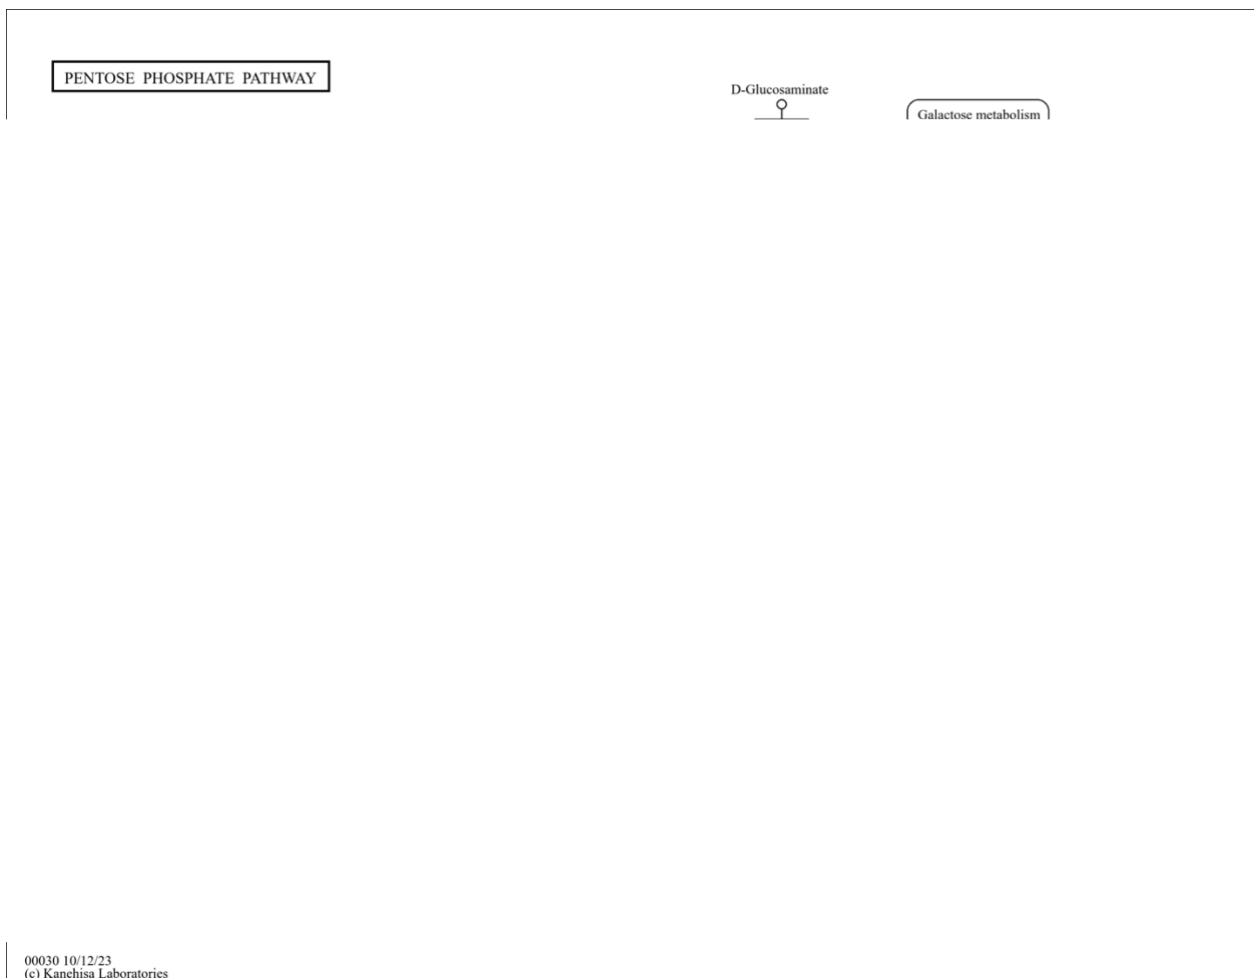 PENTOSE PHOSPHATE PATHWAY
D-Glucosaminate
Galactose metabolism
00030 10/12/23
(c) Kanehisa Laboratories